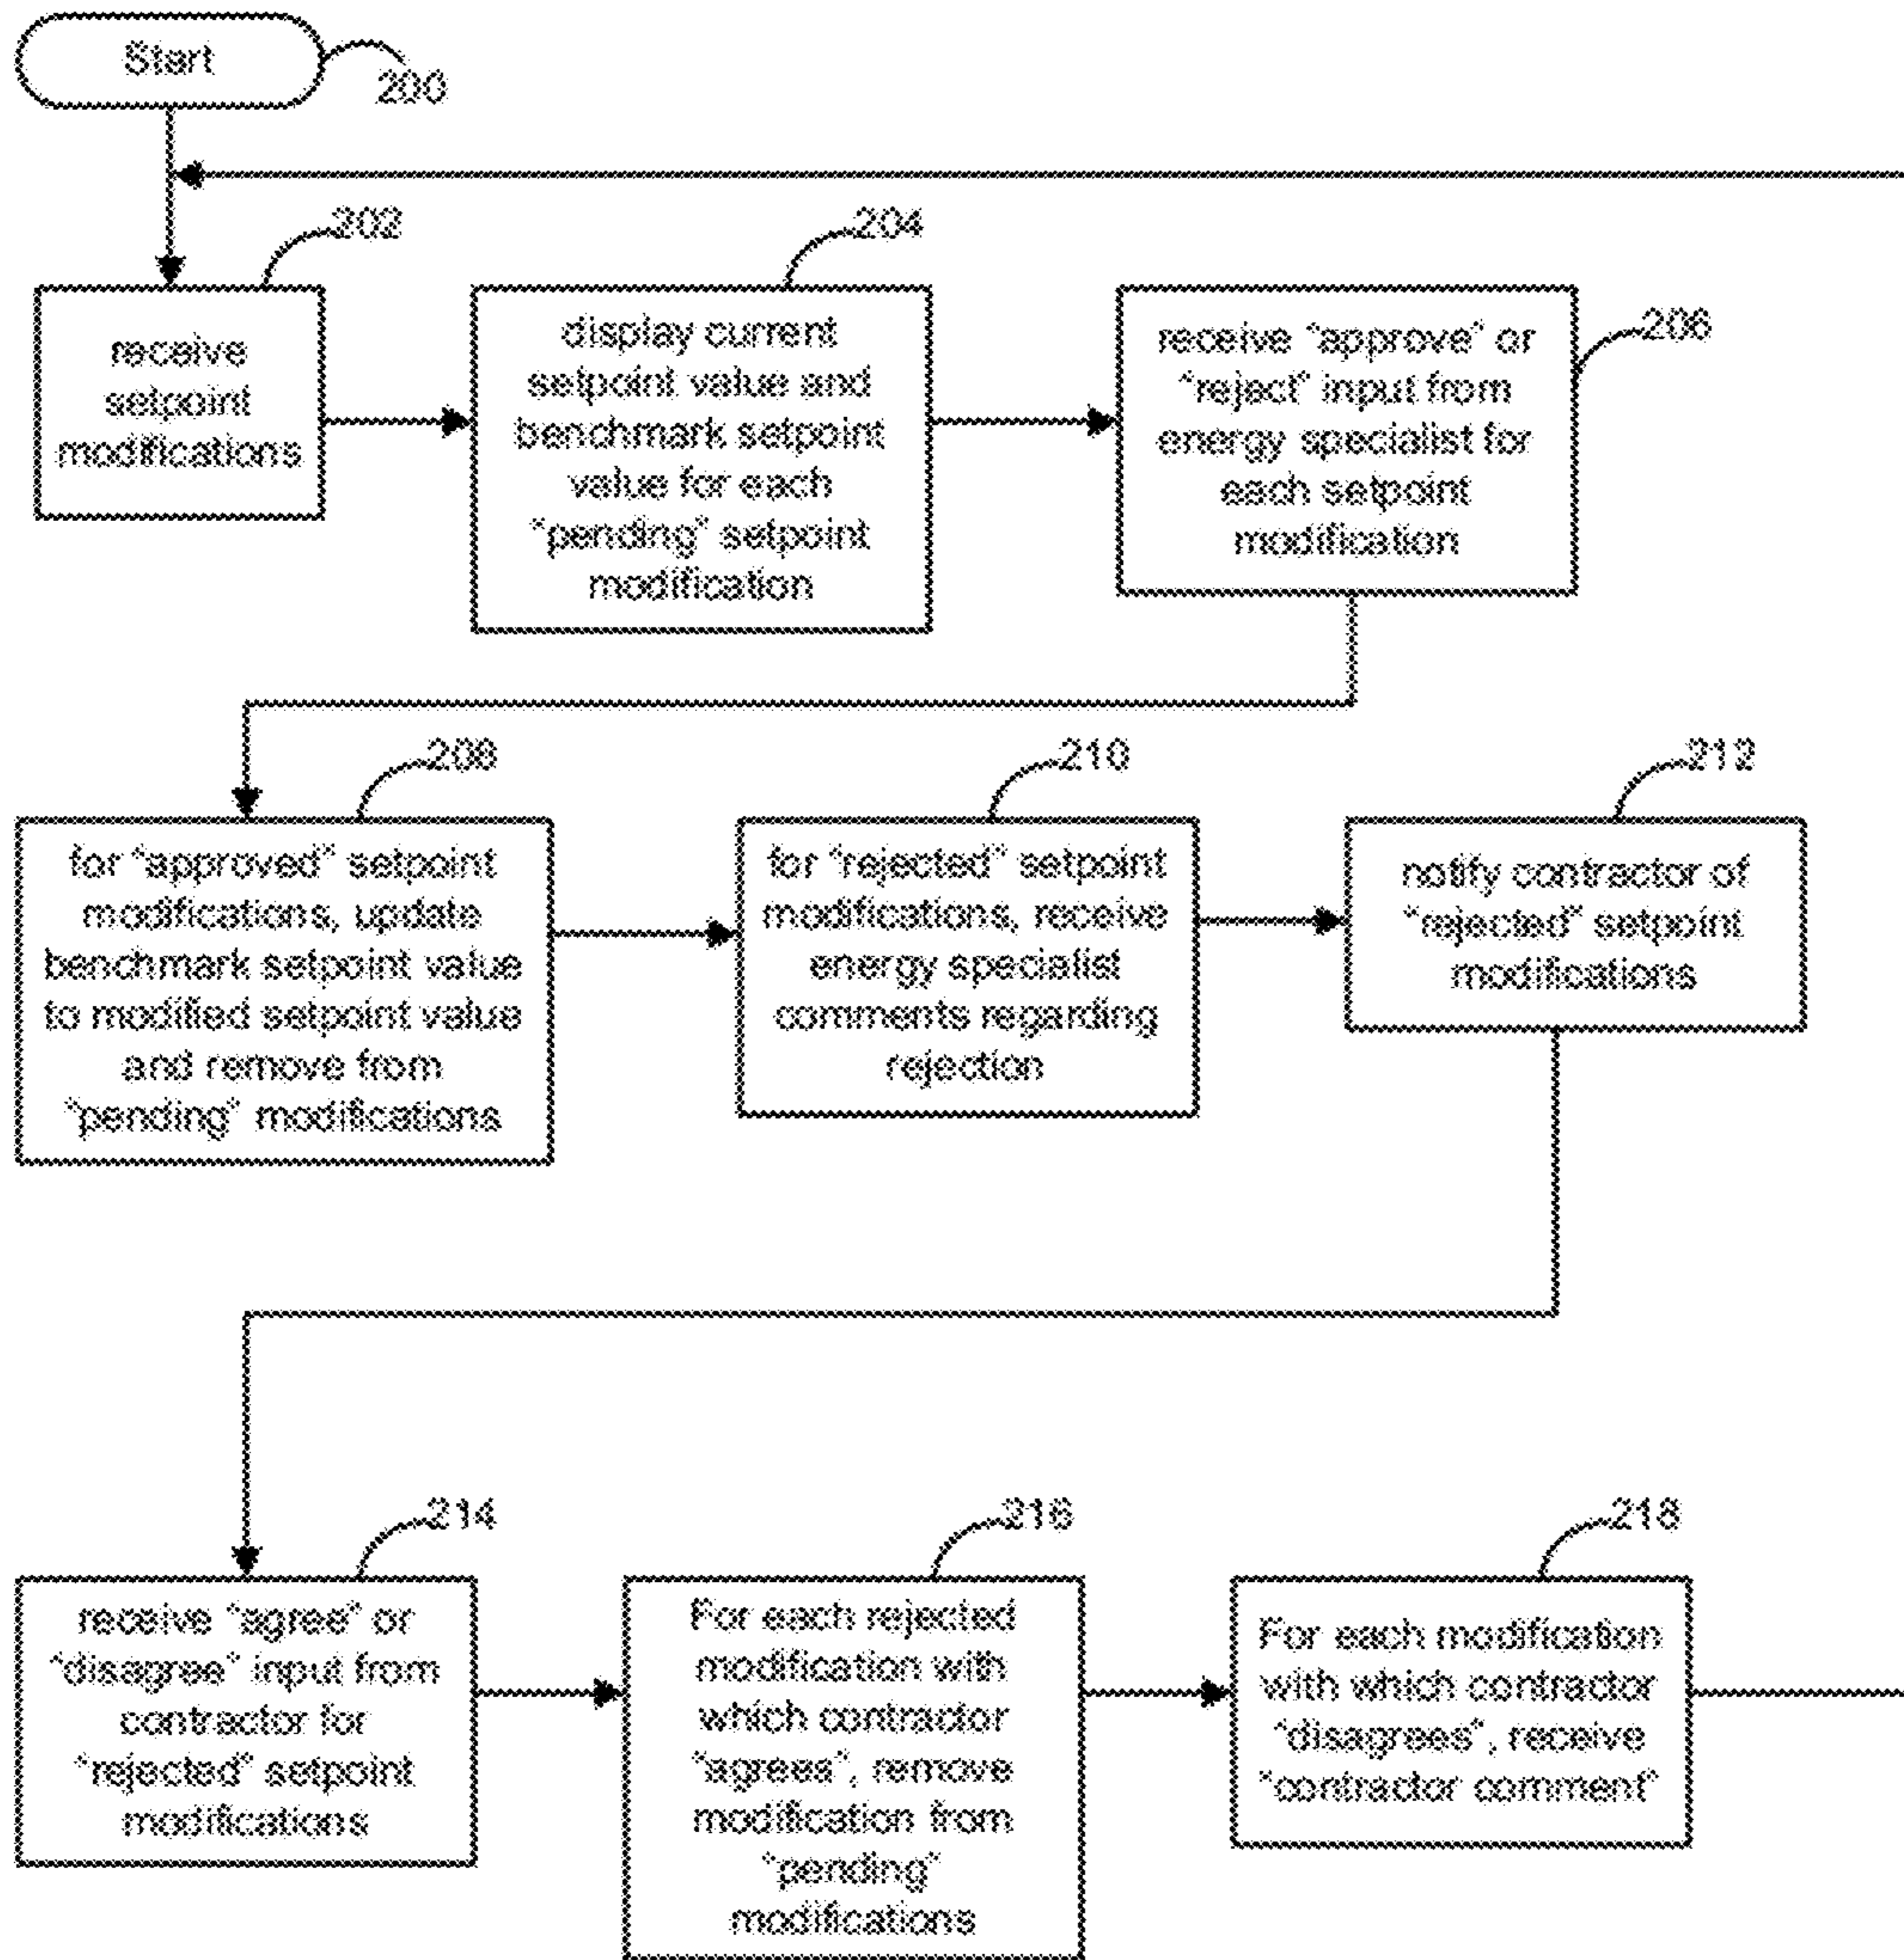 Start
200
202
204
206
receive
setpoint
modifications
display current
setpoint value and
benchmark setpoint
value for each
"pending" setpoint
modification
receive "approve" or
"reject" input from
energy specialist for
each setpoint
modification
208
210
212
for "approved" setpoint
modifications, update
benchmark setpoint value
to modified setpoint value
and remove from
"pending" modifications
for "rejected" setpoint
modifications, receive
energy specialist
comments regarding
rejection
notify contractor of
"rejected" setpoint
modifications
214
216
218
receive "agree" or
"disagree" input from
contractor for
"rejected" setpoint
modifications
For each rejected
modification with
which contractor
"agrees", remove
modification from
"pending"
modifications
For each modification
with which contractor
"disagrees", receive
"contractor comment"